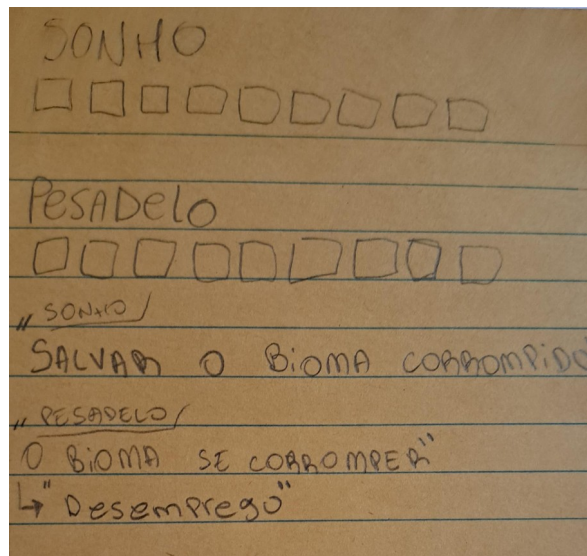 SONHO
PESADELO
"SONHO
SALVAR O BIOMA CORROMPIDO
"PESADELO
O BIOMA SE CORROMPER"
↳ "Desemprego"